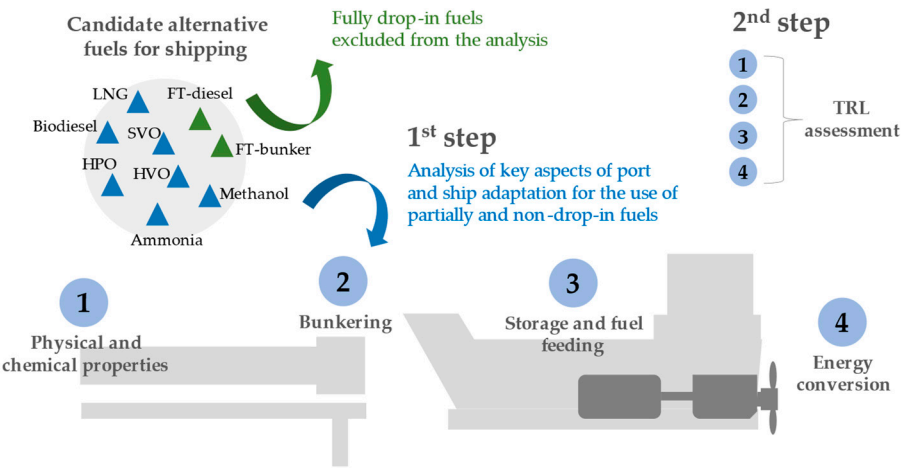 Candidate alternative
fuels for shipping
LNG
FT-diesel
Biodiesel
SVO
FT-bunker
HPO
HVO
Methanol
Ammonia
Fully drop-in fuels
excluded from the analysis
1st step
Analysis of key aspects of port
and ship adaptation for the use of
partially and non-drop-in fuels
2nd step
1
2
3
4
TRL
assessment
1
Physical and
chemical properties
2
Bunkering
3
Storage and fuel
feeding
4
Energy
conversion